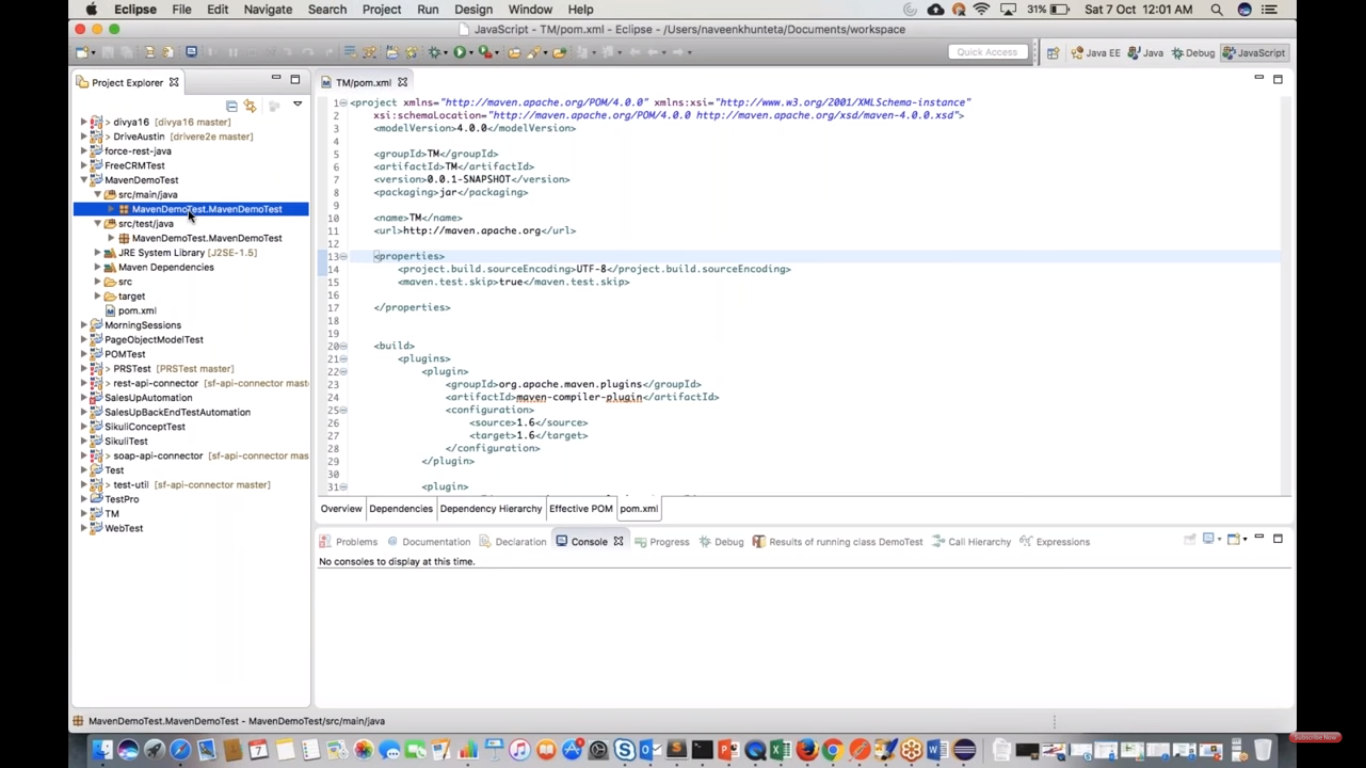 Eclipse File Edit Navigate Search Project Run Design Window Help 31% Sat 7 Oct 12:01 AM
JavaScript - TM/pom.xml - Eclipse - /Users/naveenkhunteta/Documents/workspace
Quick Access Java EE Java Debug JavaScript
Project Explorer
> divya16 [divya16 master]
> DriveAustin [drivere2e master]
force-rest-java
FreeCRMTest
MavenDemoTest
src/main/java
MavenDemoTest.MavenDemoTest
src/test/java
MavenDemoTest.MavenDemoTest
JRE System Library [J2SE-1.5]
Maven Dependencies
src
target
pom.xml
MorningSessions
PageObjectModelTest
POMTest
> PRSTest [PRSTest master]
> rest-api-connector [sf-api-connector mast
SalesUpAutomation
SalesUpBackEndTestAutomation
SikuliConceptTest
SikuliTest
> soap-api-connector [sf-api-connector mas
Test
> test-util [sf-api-connector master]
TestPro
TM
WebTest
TM/pom.xml
1 <project xmlns="http://maven.apache.org/POM/4.0.0" xmlns:xsi="http://www.w3.org/2001/XMLSchema-instance"
2 xsi:schemaLocation="http://maven.apache.org/POM/4.0.0 http://maven.apache.org/xsd/maven-4.0.0.xsd">
3 <modelVersion>4.0.0</modelVersion>
4
5 <groupId>TM</groupId>
6 <artifactId>TM</artifactId>
7 <version>0.0.1-SNAPSHOT</version>
8 <packaging>jar</packaging>
9
10 <name>TM</name>
11 <url>http://maven.apache.org</url>
12
13 <properties>
14 <project.build.sourceEncoding>UTF-8</project.build.sourceEncoding>
15 <maven.test.skip>true</maven.test.skip>
16
17 </properties>
18
19
20 <build>
21 <plugins>
22 <plugin>
23 <groupId>org.apache.maven.plugins</groupId>
24 <artifactId>maven-compiler-plugin</artifactId>
25 <configuration>
26 <source>1.6</source>
27 <target>1.6</target>
28 </configuration>
29 </plugin>
30
31 <plugin>
Overview Dependencies Dependency Hierarchy Effective POM pom.xml
Problems Documentation Declaration Console Progress Debug Results of running class DemoTest Call Hierarchy Expressions
No consoles to display at this time.
MavenDemoTest.MavenDemoTest - MavenDemoTest/src/main/java
Subscribe Now